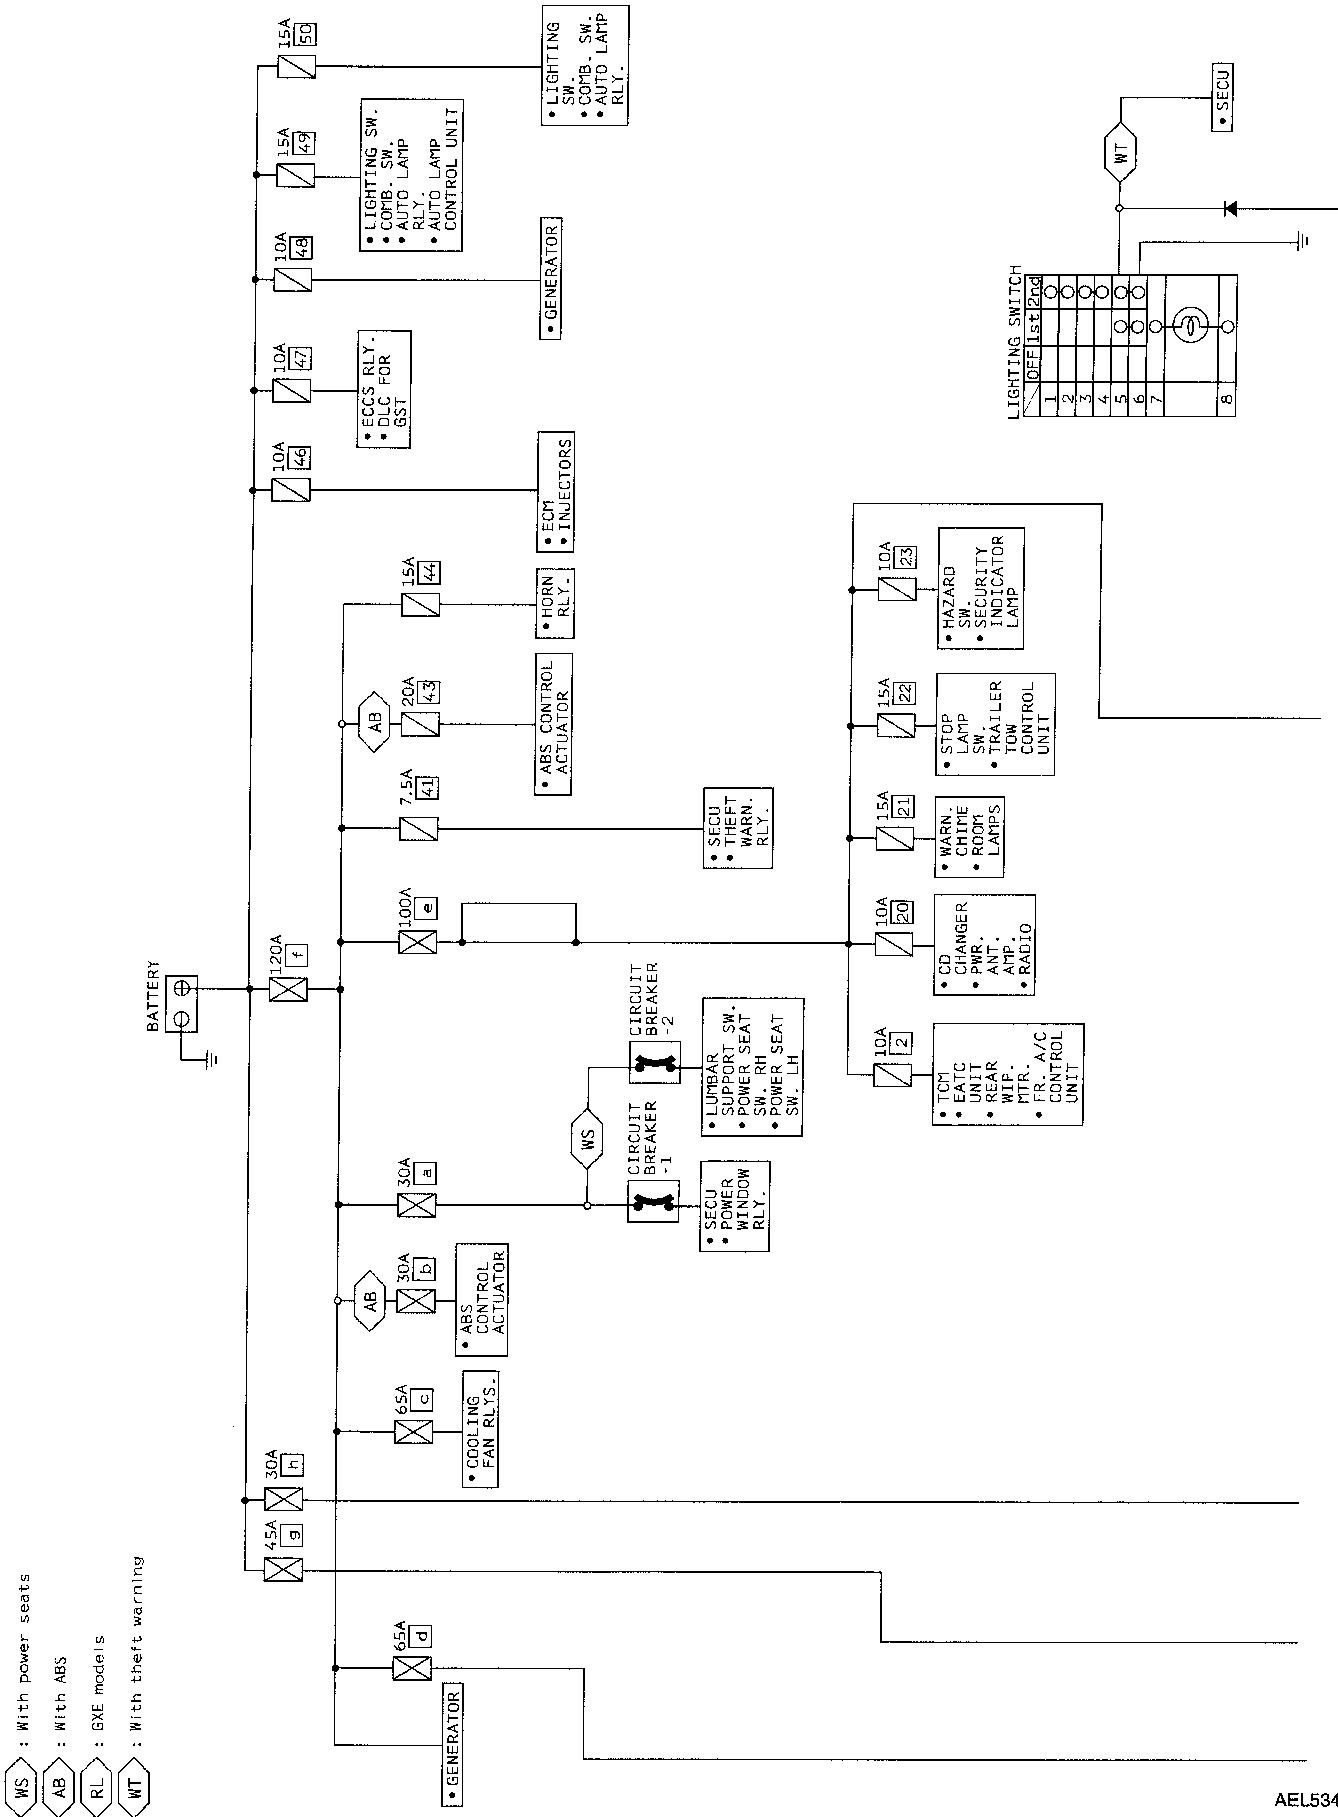 WS : With power seats
AB : With ABS
RL : GXE models
WT : With theft warning
BATTERY
GENERATOR
65A
d
45A
g
30A
h
65A
c
COOLING
FAN RLYS.
AB
30A
b
ABS
CONTROL
ACTUATOR
30A
a
WS
CIRCUIT
BREAKER
-1
SECU
POWER
WINDOW
RLY.
CIRCUIT
BREAKER
-2
LUMBAR
SUPPORT SW.
POWER SEAT
SW. RH
POWER SEAT
SW. LH
120A
f
100A
e
7.5A
41
SECU
THEFT
WARN.
RLY.
AB
20A
43
ABS CONTROL
ACTUATOR
15A
44
HORN
RLY.
10A
46
ECM
INJECTORS
10A
47
ECCS RLY.
DLC FOR
GST
10A
48
GENERATOR
15A
49
LIGHTING SW.
COMB. SW.
AUTO LAMP
RLY.
AUTO LAMP
CONTROL UNIT
15A
50
LIGHTING
SW.
COMB. SW.
AUTO LAMP
RLY.
10A
2
TCM
EATC
UNIT
REAR
WIP.
MTR.
FR. A/C
CONTROL
UNIT
10A
20
CD
CHANGER
PWR.
ANT.
AMP.
RADIO
15A
21
WARN.
CHIME
ROOM
LAMPS
15A
22
STOP
LAMP
SW.
TRAILER
TOW
CONTROL
UNIT
10A
23
HAZARD
SW.
SECURITY
INDICATOR
LAMP
LIGHTING SWITCH
OFF 1st 2nd
1
2
3
4
5
6
7
8
WT
SECU
AEL534